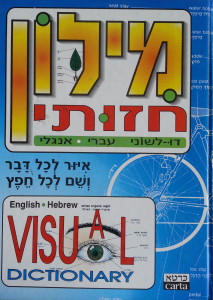 מילון
חזותי
דו-לשוני עברי • אנגלי
איור לכל דבר
ושם לכל חפץ
English • Hebrew
VISUAL
DICTIONARY
כרטא
carta